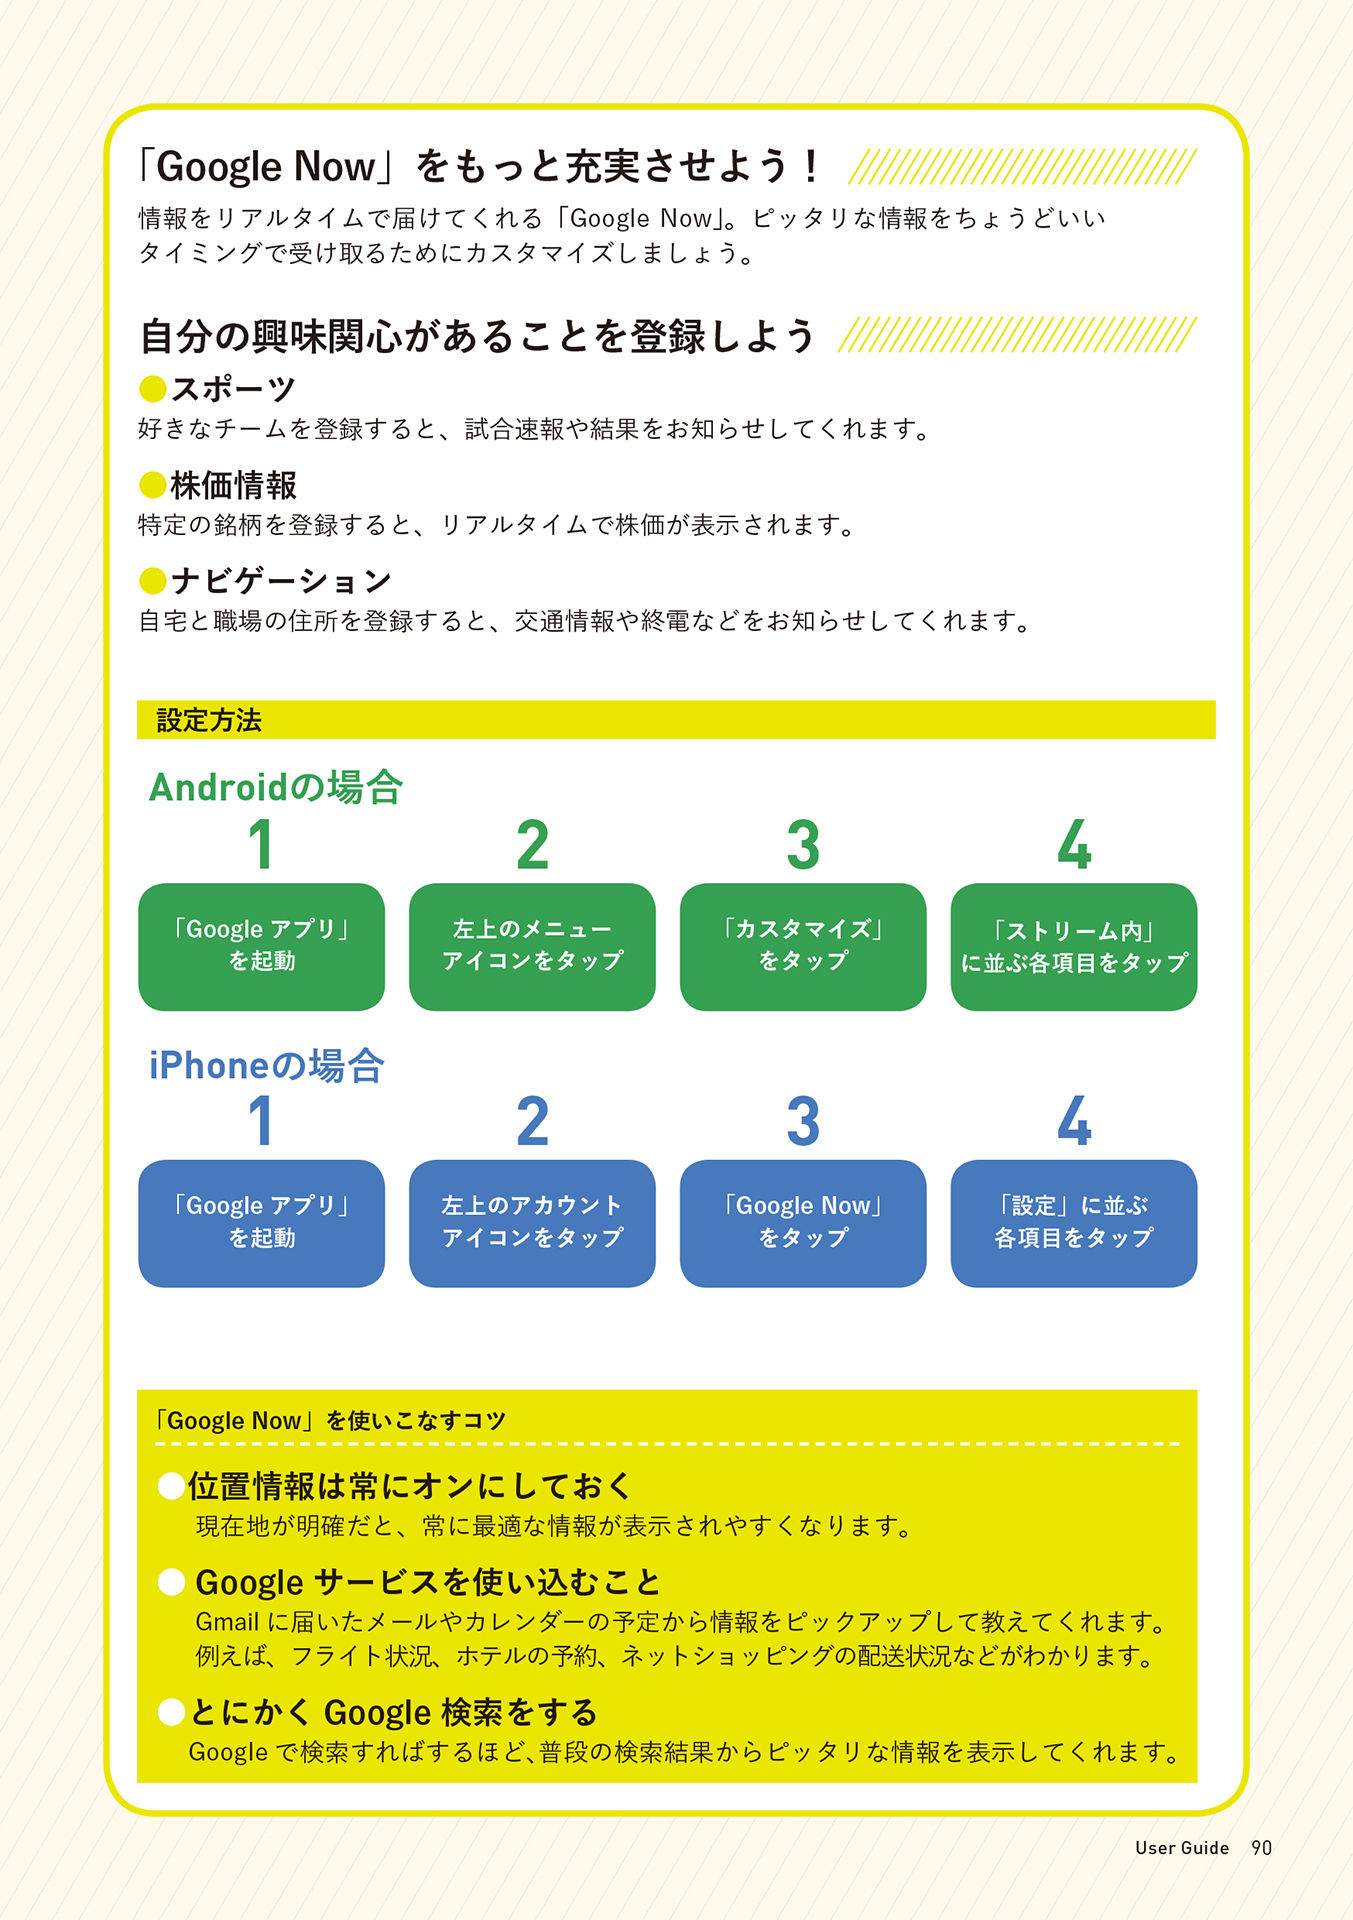 「Google Now」をもっと充実させよう！
情報をリアルタイムで届けてくれる「Google Now」。ピッタリな情報をちょうどいい
タイミングで受け取るためにカスタマイズしましょう。
自分の興味関心があることを登録しよう
●スポーツ
好きなチームを登録すると、試合速報や結果をお知らせしてくれます。
●株価情報
特定の銘柄を登録すると、リアルタイムで株価が表示されます。
●ナビゲーション
自宅と職場の住所を登録すると、交通情報や終電などをお知らせしてくれます。
設定方法
Androidの場合
1
「Google アプリ」
を起動
2
左上のメニュー
アイコンをタップ
3
「カスタマイズ」
をタップ
4
「ストリーム内」
に並ぶ各項目をタップ
iPhoneの場合
1
「Google アプリ」
を起動
2
左上のアカウント
アイコンをタップ
3
「Google Now」
をタップ
4
「設定」に並ぶ
各項目をタップ
「Google Now」を使いこなすコツ
●位置情報は常にオンにしておく
現在地が明確だと、常に最適な情報が表示されやすくなります。
● Google サービスを使い込むこと
Gmail に届いたメールやカレンダーの予定から情報をピックアップして教えてくれます。
例えば、フライト状況、ホテルの予約、ネットショッピングの配送状況などがわかります。
●とにかく Google 検索をする
Google で検索すればするほど、普段の検索結果からピッタリな情報を表示してくれます。
User Guide 90